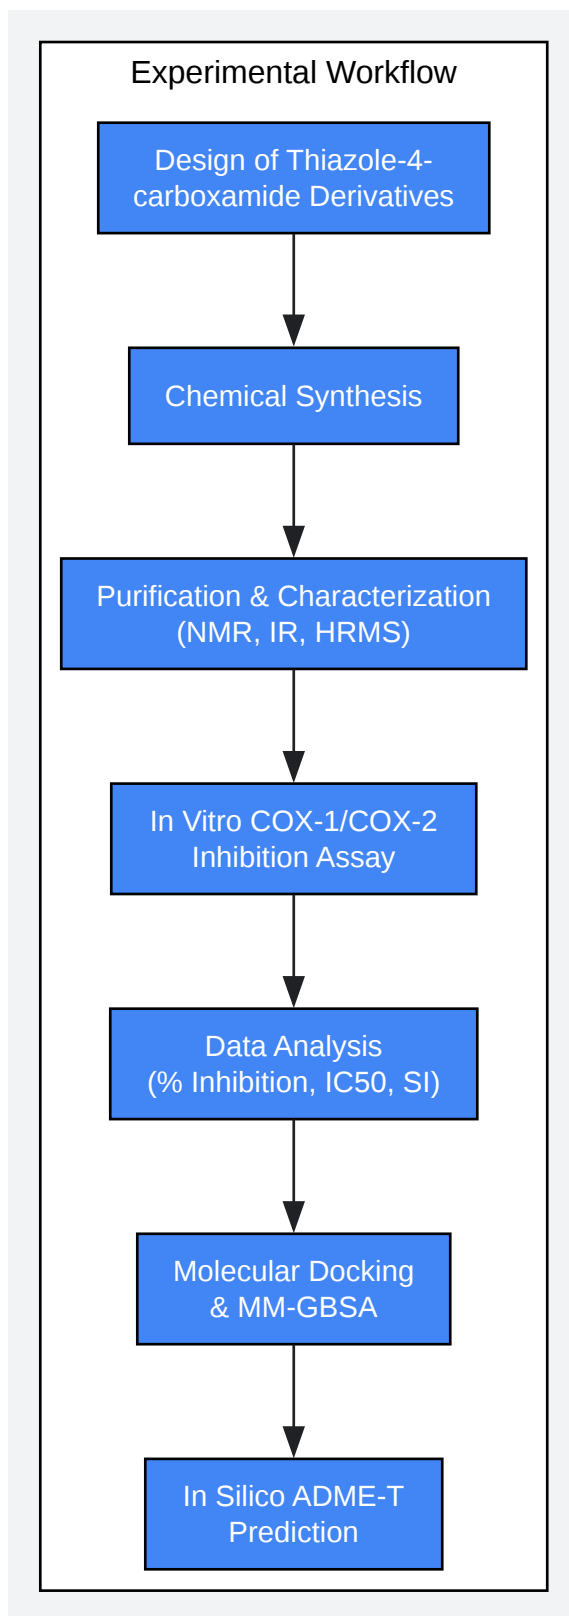 Experimental Workflow
Design of Thiazole-4-
carboxamide Derivatives
Chemical Synthesis
Purification & Characterization
(NMR, IR, HRMS)
In Vitro COX-1/COX-2
Inhibition Assay
Data Analysis
(% Inhibition, IC50, SI)
Molecular Docking
& MM-GBSA
In Silico ADME-T
Prediction